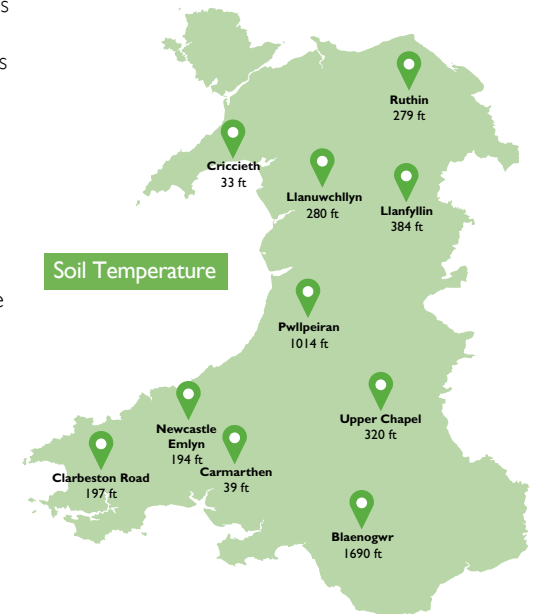 s
s
Ruthin
279 ft
Criccieth
33 ft
Llanuwchllyn
280 ft
Llanfyllin
384 ft
Soil Temperature
e
Pwllpeiran
1014 ft
Upper Chapel
320 ft
Newcastle
Emlyn
194 ft
Carmarthen
39 ft
Clarbeston Road
197 ft
Blaenogwr
1690 ft